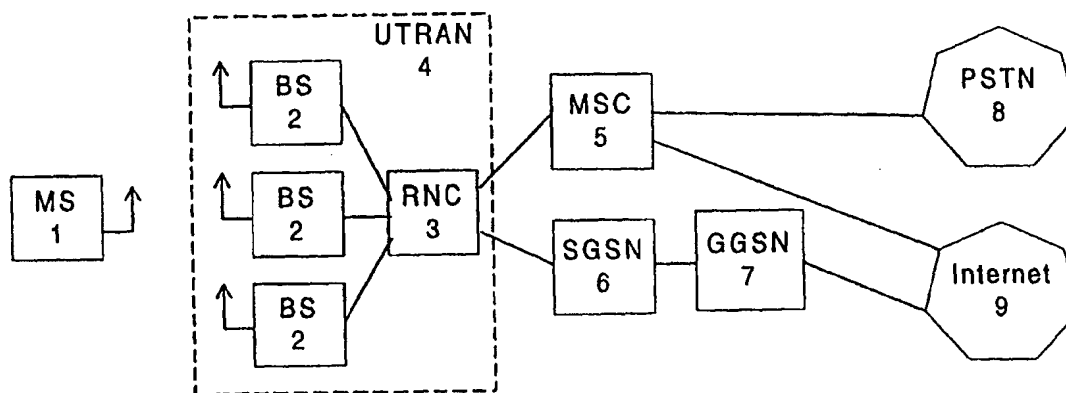 UTRAN
4
BS
2
BS
2
BS
2
MS
1
RNC
3
MSC
5
SGSN
6
GGSN
7
PSTN
8
Internet
9